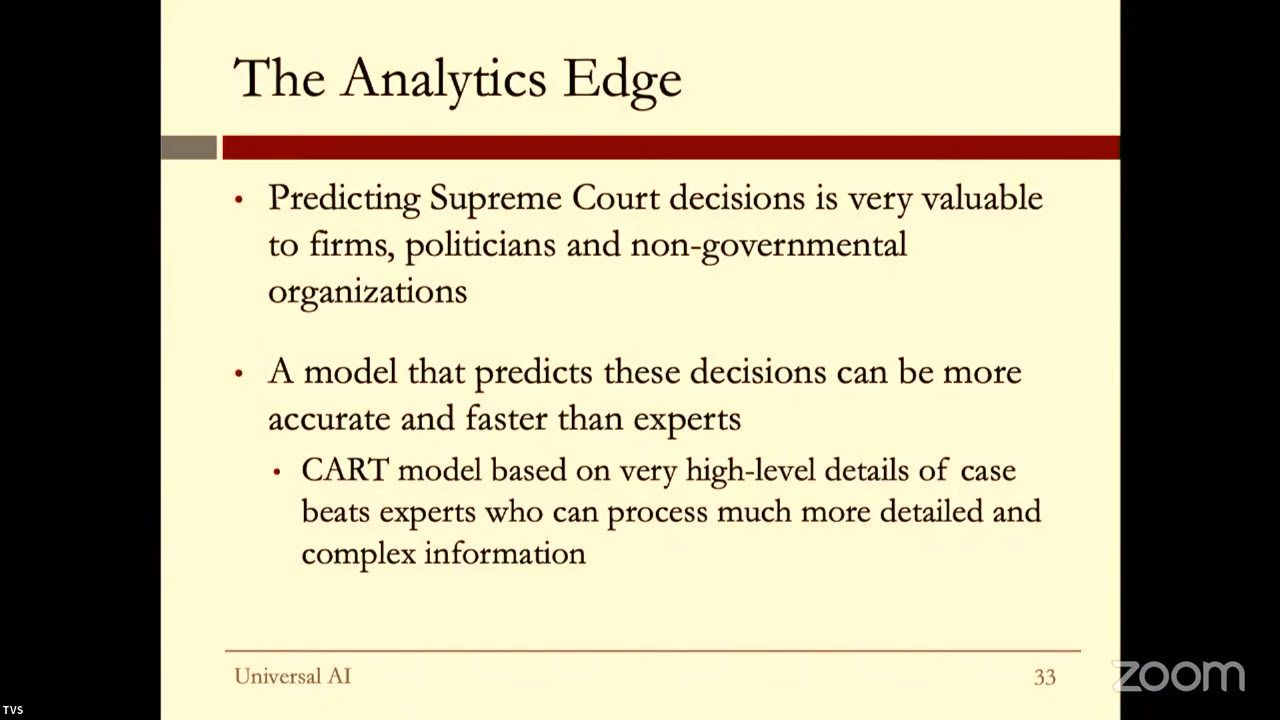 The Analytics Edge
• Predicting Supreme Court decisions is very valuable
to firms, politicians and non-governmental
organizations
• A model that predicts these decisions can be more
accurate and faster than experts
• CART model based on very high-level details of case
beats experts who can process much more detailed and
complex information
Universal AI
33
zoom
TVS